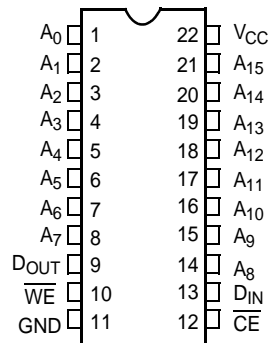 A0 1 22 VCC
A1 2 21 A15
A2 3 20 A14
A3 4 19 A13
A4 5 18 A12
A5 6 17 A11
A6 7 16 A10
A7 8 15 A9
DOUT 9 14 A8
WE 10 13 DIN
GND 11 12 CE